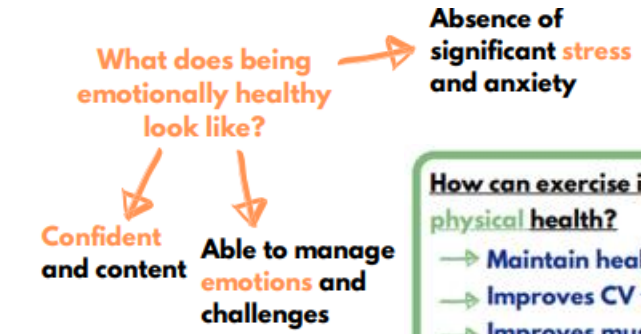 What does being
emotionally healthy
look like?
Absence of
significant stress
and anxiety
Confident
and content
Able to manage
emotions and
challenges
How can exercise
physical health?
Maintain
Improves CV
Improves